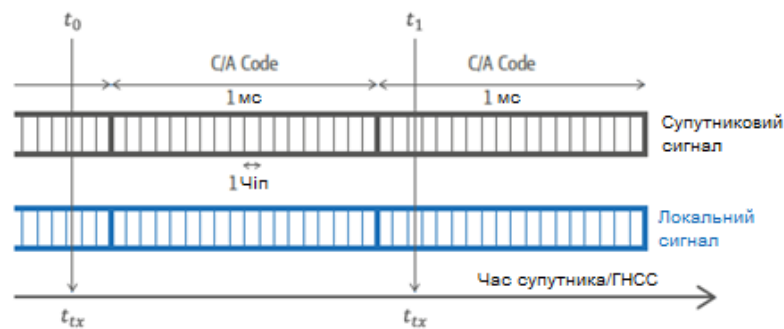 t₀ t₁
C/A Code C/A Code
1 мс 1 мс
Супутниковий
сигнал
1 Чіп
Локальний
сигнал
Час супутника/ГНСС
tₜₓ tₜₓ